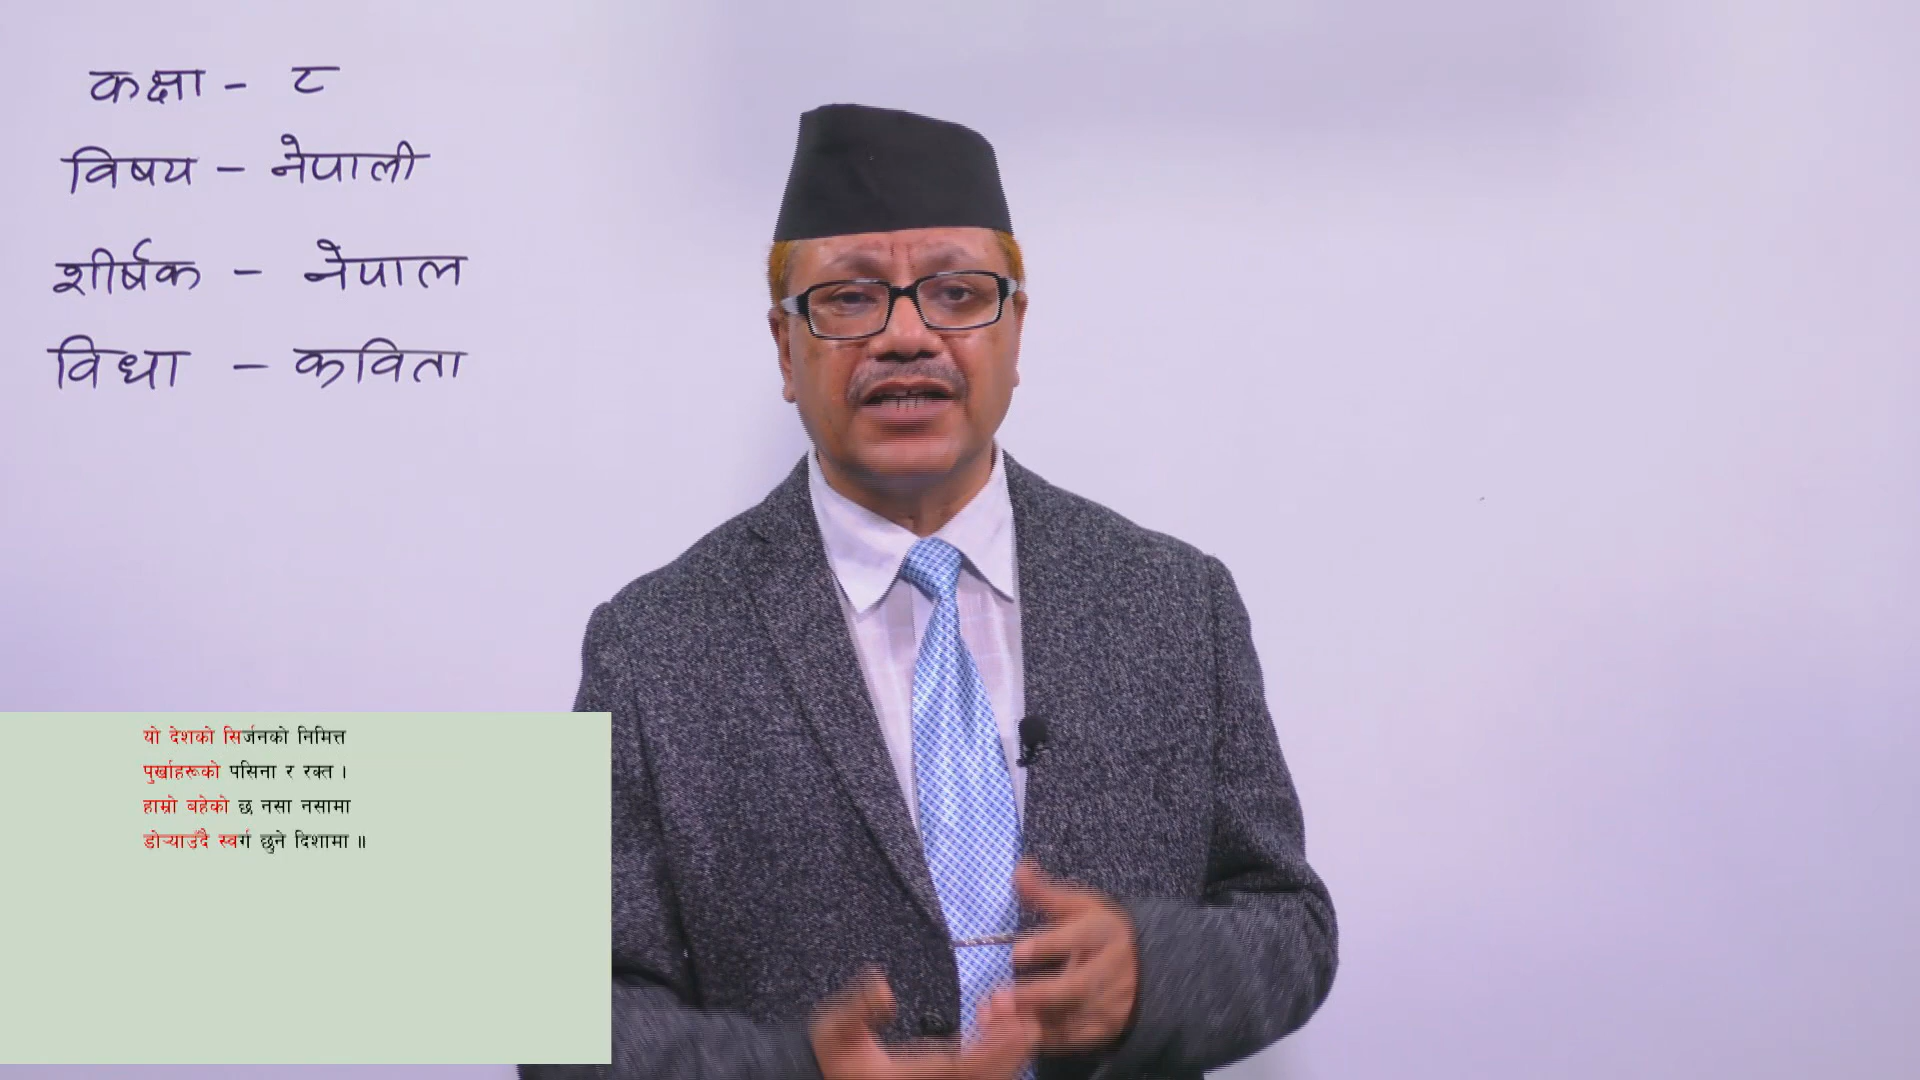 कक्षा - ८
विषय - नेपाली
शीर्षक - नेपाल
विधा - कविता
यो देशको सिर्जनको निमित्त
पुर्खाहरूको पसिना र रक्त ।
हाम्रो बहेको छ नसा नसामा
डोऱ्याउँदै स्वर्ग छुने दिशामा ॥